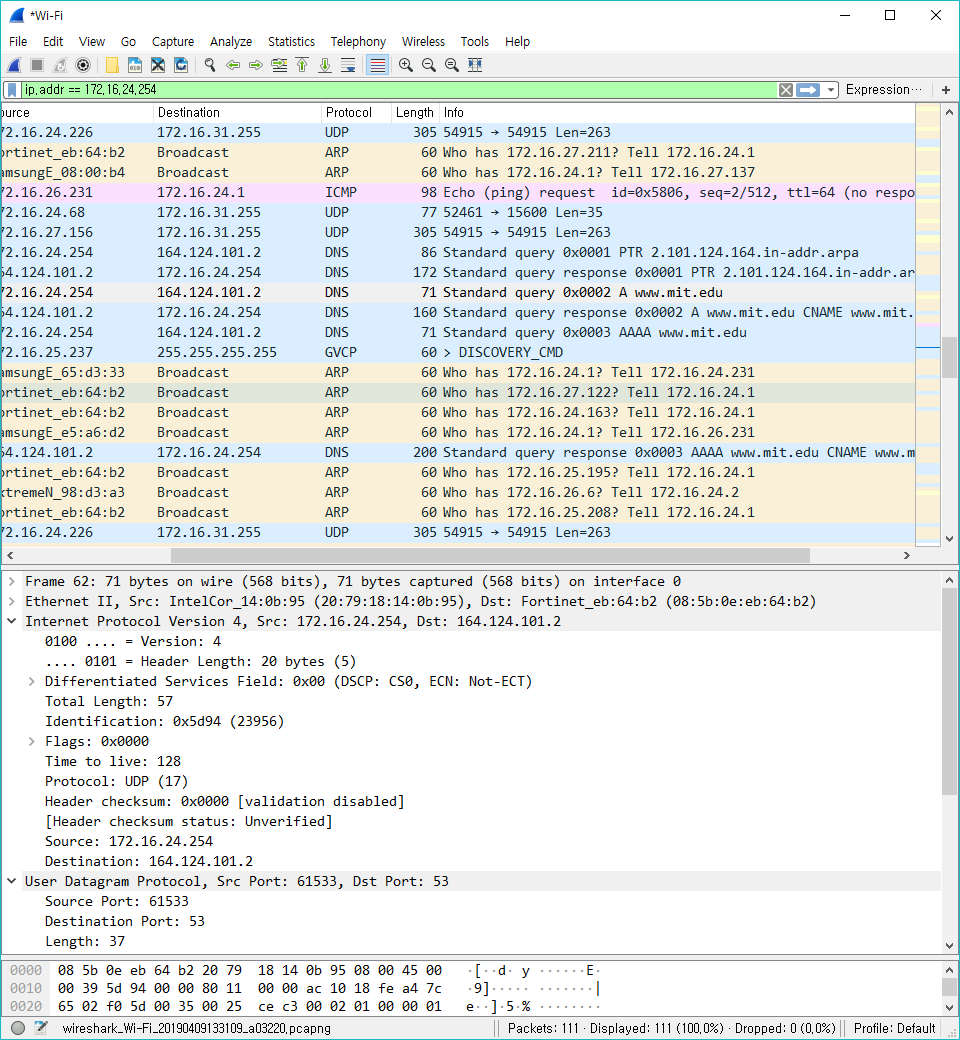 *Wi-Fi
File Edit View Go Capture Analyze Statistics Telephony Wireless Tools Help
ip.addr == 172.16.24.254 Expression… +
ource Destination Protocol Length Info
72.16.24.226 172.16.31.255 UDP 305 54915 → 54915 Len=263
ortinet_eb:64:b2 Broadcast ARP 60 Who has 172.16.27.211? Tell 172.16.24.1
amsungE_08:00:b4 Broadcast ARP 60 Who has 172.16.24.1? Tell 172.16.27.137
72.16.26.231 172.16.24.1 ICMP 98 Echo (ping) request id=0x5806, seq=2/512, ttl=64 (no respo
72.16.24.68 172.16.31.255 UDP 77 52461 → 15600 Len=35
72.16.27.156 172.16.31.255 UDP 305 54915 → 54915 Len=263
72.16.24.254 164.124.101.2 DNS 86 Standard query 0x0001 PTR 2.101.124.164.in-addr.arpa
64.124.101.2 172.16.24.254 DNS 172 Standard query response 0x0001 PTR 2.101.124.164.in-addr.ar
72.16.24.254 164.124.101.2 DNS 71 Standard query 0x0002 A www.mit.edu
64.124.101.2 172.16.24.254 DNS 160 Standard query response 0x0002 A www.mit.edu CNAME www.mit.
72.16.24.254 164.124.101.2 DNS 71 Standard query 0x0003 AAAA www.mit.edu
72.16.25.237 255.255.255.255 GVCP 60 > DISCOVERY_CMD
amsungE_65:d3:33 Broadcast ARP 60 Who has 172.16.24.1? Tell 172.16.24.231
ortinet_eb:64:b2 Broadcast ARP 60 Who has 172.16.27.122? Tell 172.16.24.1
ortinet_eb:64:b2 Broadcast ARP 60 Who has 172.16.24.163? Tell 172.16.24.1
amsungE_e5:a6:d2 Broadcast ARP 60 Who has 172.16.24.1? Tell 172.16.26.231
64.124.101.2 172.16.24.254 DNS 200 Standard query response 0x0003 AAAA www.mit.edu CNAME www.m
ortinet_eb:64:b2 Broadcast ARP 60 Who has 172.16.25.195? Tell 172.16.24.1
xtremeN_98:d3:a3 Broadcast ARP 60 Who has 172.16.26.6? Tell 172.16.24.2
ortinet_eb:64:b2 Broadcast ARP 60 Who has 172.16.25.208? Tell 172.16.24.1
72.16.24.226 172.16.31.255 UDP 305 54915 → 54915 Len=263
Frame 62: 71 bytes on wire (568 bits), 71 bytes captured (568 bits) on interface 0
Ethernet II, Src: IntelCor_14:0b:95 (20:79:18:14:0b:95), Dst: Fortinet_eb:64:b2 (08:5b:0e:eb:64:b2)
Internet Protocol Version 4, Src: 172.16.24.254, Dst: 164.124.101.2
0100 .... = Version: 4
.... 0101 = Header Length: 20 bytes (5)
Differentiated Services Field: 0x00 (DSCP: CS0, ECN: Not-ECT)
Total Length: 57
Identification: 0x5d94 (23956)
Flags: 0x0000
Time to live: 128
Protocol: UDP (17)
Header checksum: 0x0000 [validation disabled]
[Header checksum status: Unverified]
Source: 172.16.24.254
Destination: 164.124.101.2
User Datagram Protocol, Src Port: 61533, Dst Port: 53
Source Port: 61533
Destination Port: 53
Length: 37
0000 08 5b 0e eb 64 b2 20 79 18 14 0b 95 08 00 45 00 ·[··d· y ······E·
0010 00 39 5d 94 00 00 80 11 00 00 ac 10 18 fe a4 7c ·9]····· ·······|
0020 65 02 f0 5d 00 35 00 25 ce c3 00 02 01 00 00 01 e··]·5·% ········
wireshark_Wi-Fi_20190409133109_a03220.pcapng Packets: 111 · Displayed: 111 (100.0%) · Dropped: 0 (0.0%) Profile: Default